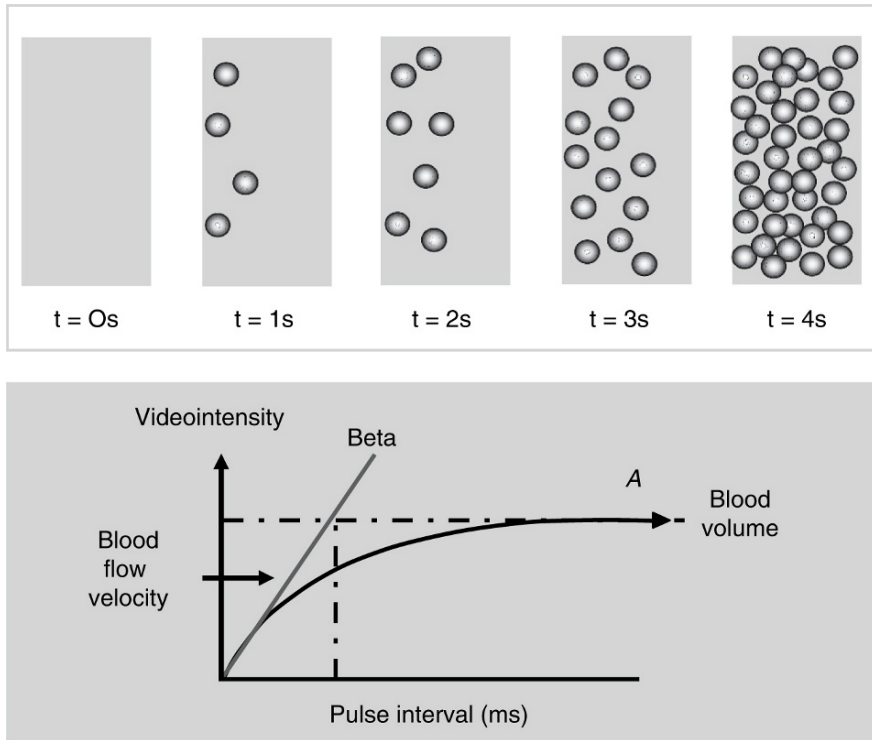 t = Os
t = 1s
t = 2s
t = 3s
t = 4s
Videointensity
Beta
A
Blood
volume
Blood
flow
velocity
Pulse interval (ms)